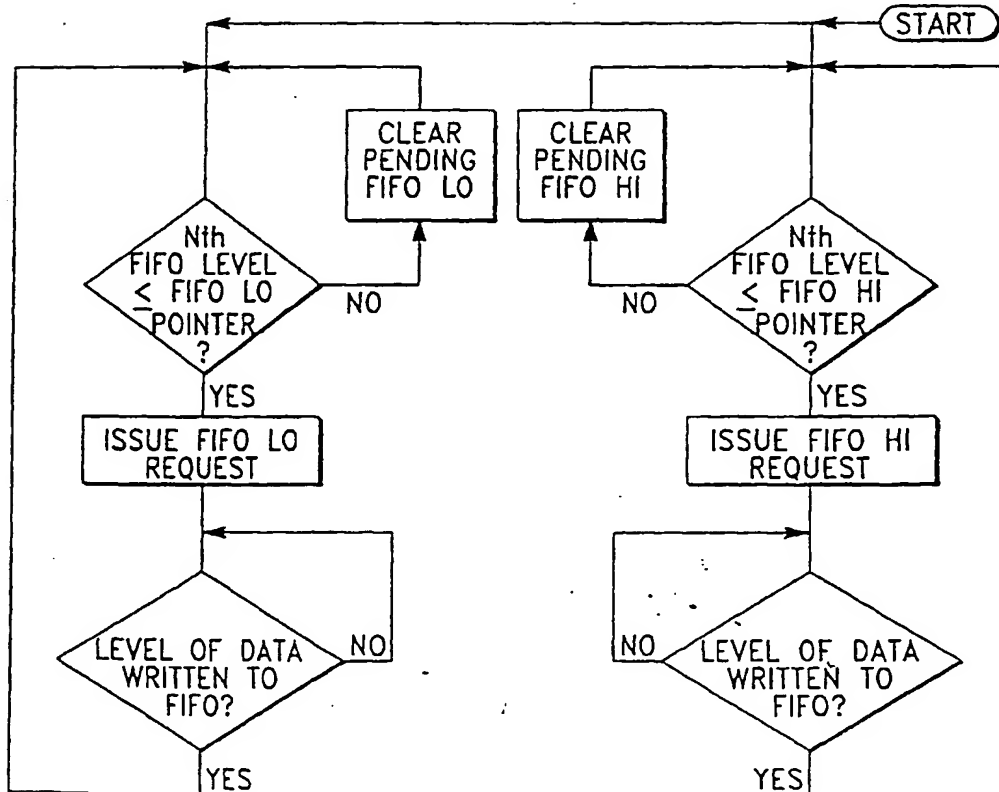 START
CLEAR
PENDING
FIFO LO
CLEAR
PENDING
FIFO HI
Nth
FIFO LEVEL
≤ FIFO LO
POINTER
?
NO
YES
Nth
FIFO LEVEL
≤ FIFO HI
POINTER
?
NO
YES
ISSUE FIFO LO
REQUEST
ISSUE FIFO HI
REQUEST
LEVEL OF DATA
WRITTEN TO
FIFO?
NO
YES
LEVEL OF DATA
WRITTEN TO
FIFO?
NO
YES